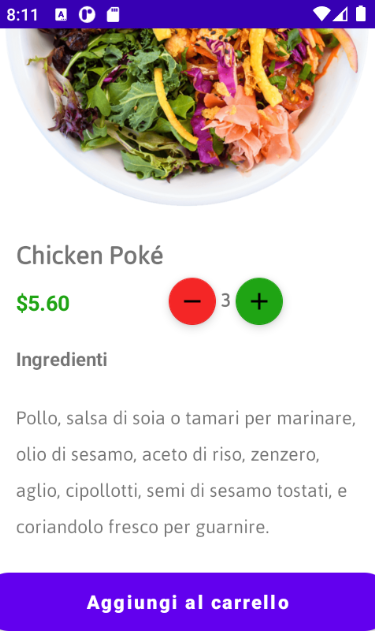 8:11
Chicken Poké
$5.60
3
Ingredienti
Pollo, salsa di soia o tamari per marinare,
olio di sesamo, aceto di riso, zenzero,
aglio, cipollotti, semi di sesamo tostati, e
coriandolo fresco per guarnire.
Aggiungi al carrello